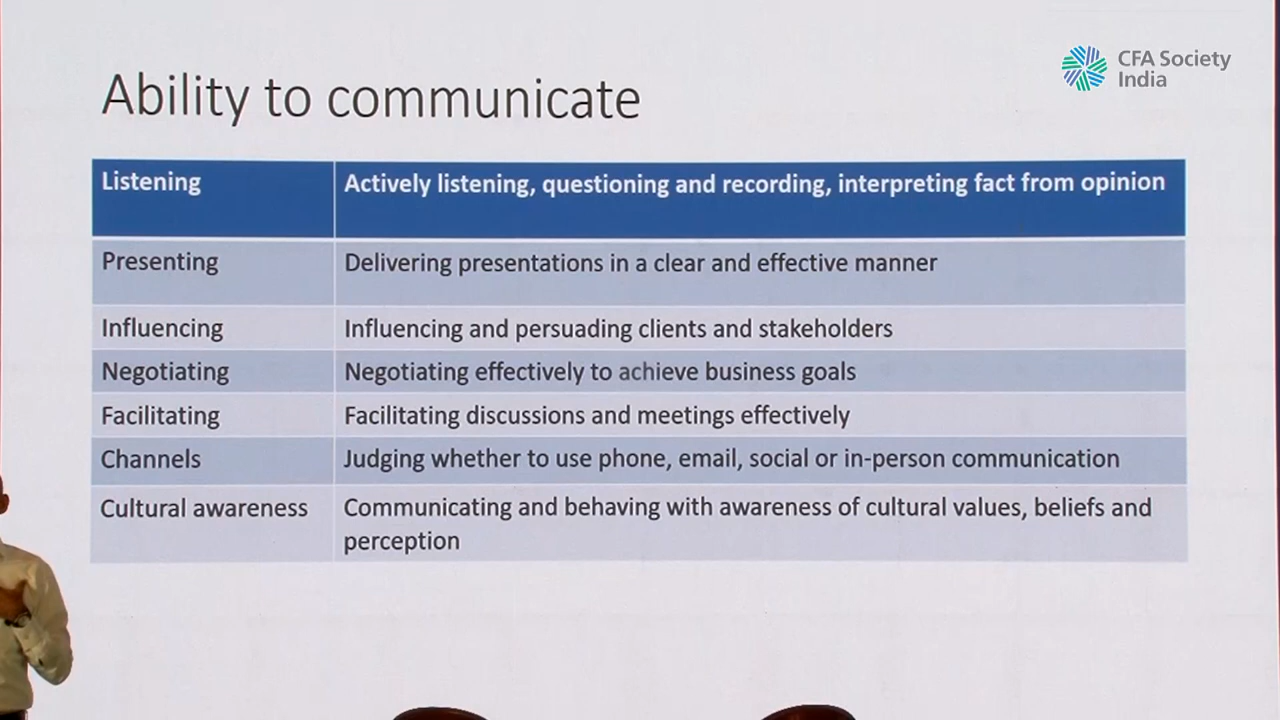 CFA Society
India
Ability to communicate
Listening Actively listening, questioning and recording, interpreting fact from opinion
Presenting Delivering presentations in a clear and effective manner
Influencing Influencing and persuading clients and stakeholders
Negotiating Negotiating effectively to achieve business goals
Facilitating Facilitating discussions and meetings effectively
Channels Judging whether to use phone, email, social or in-person communication
Cultural awareness Communicating and behaving with awareness of cultural values, beliefs and
perception